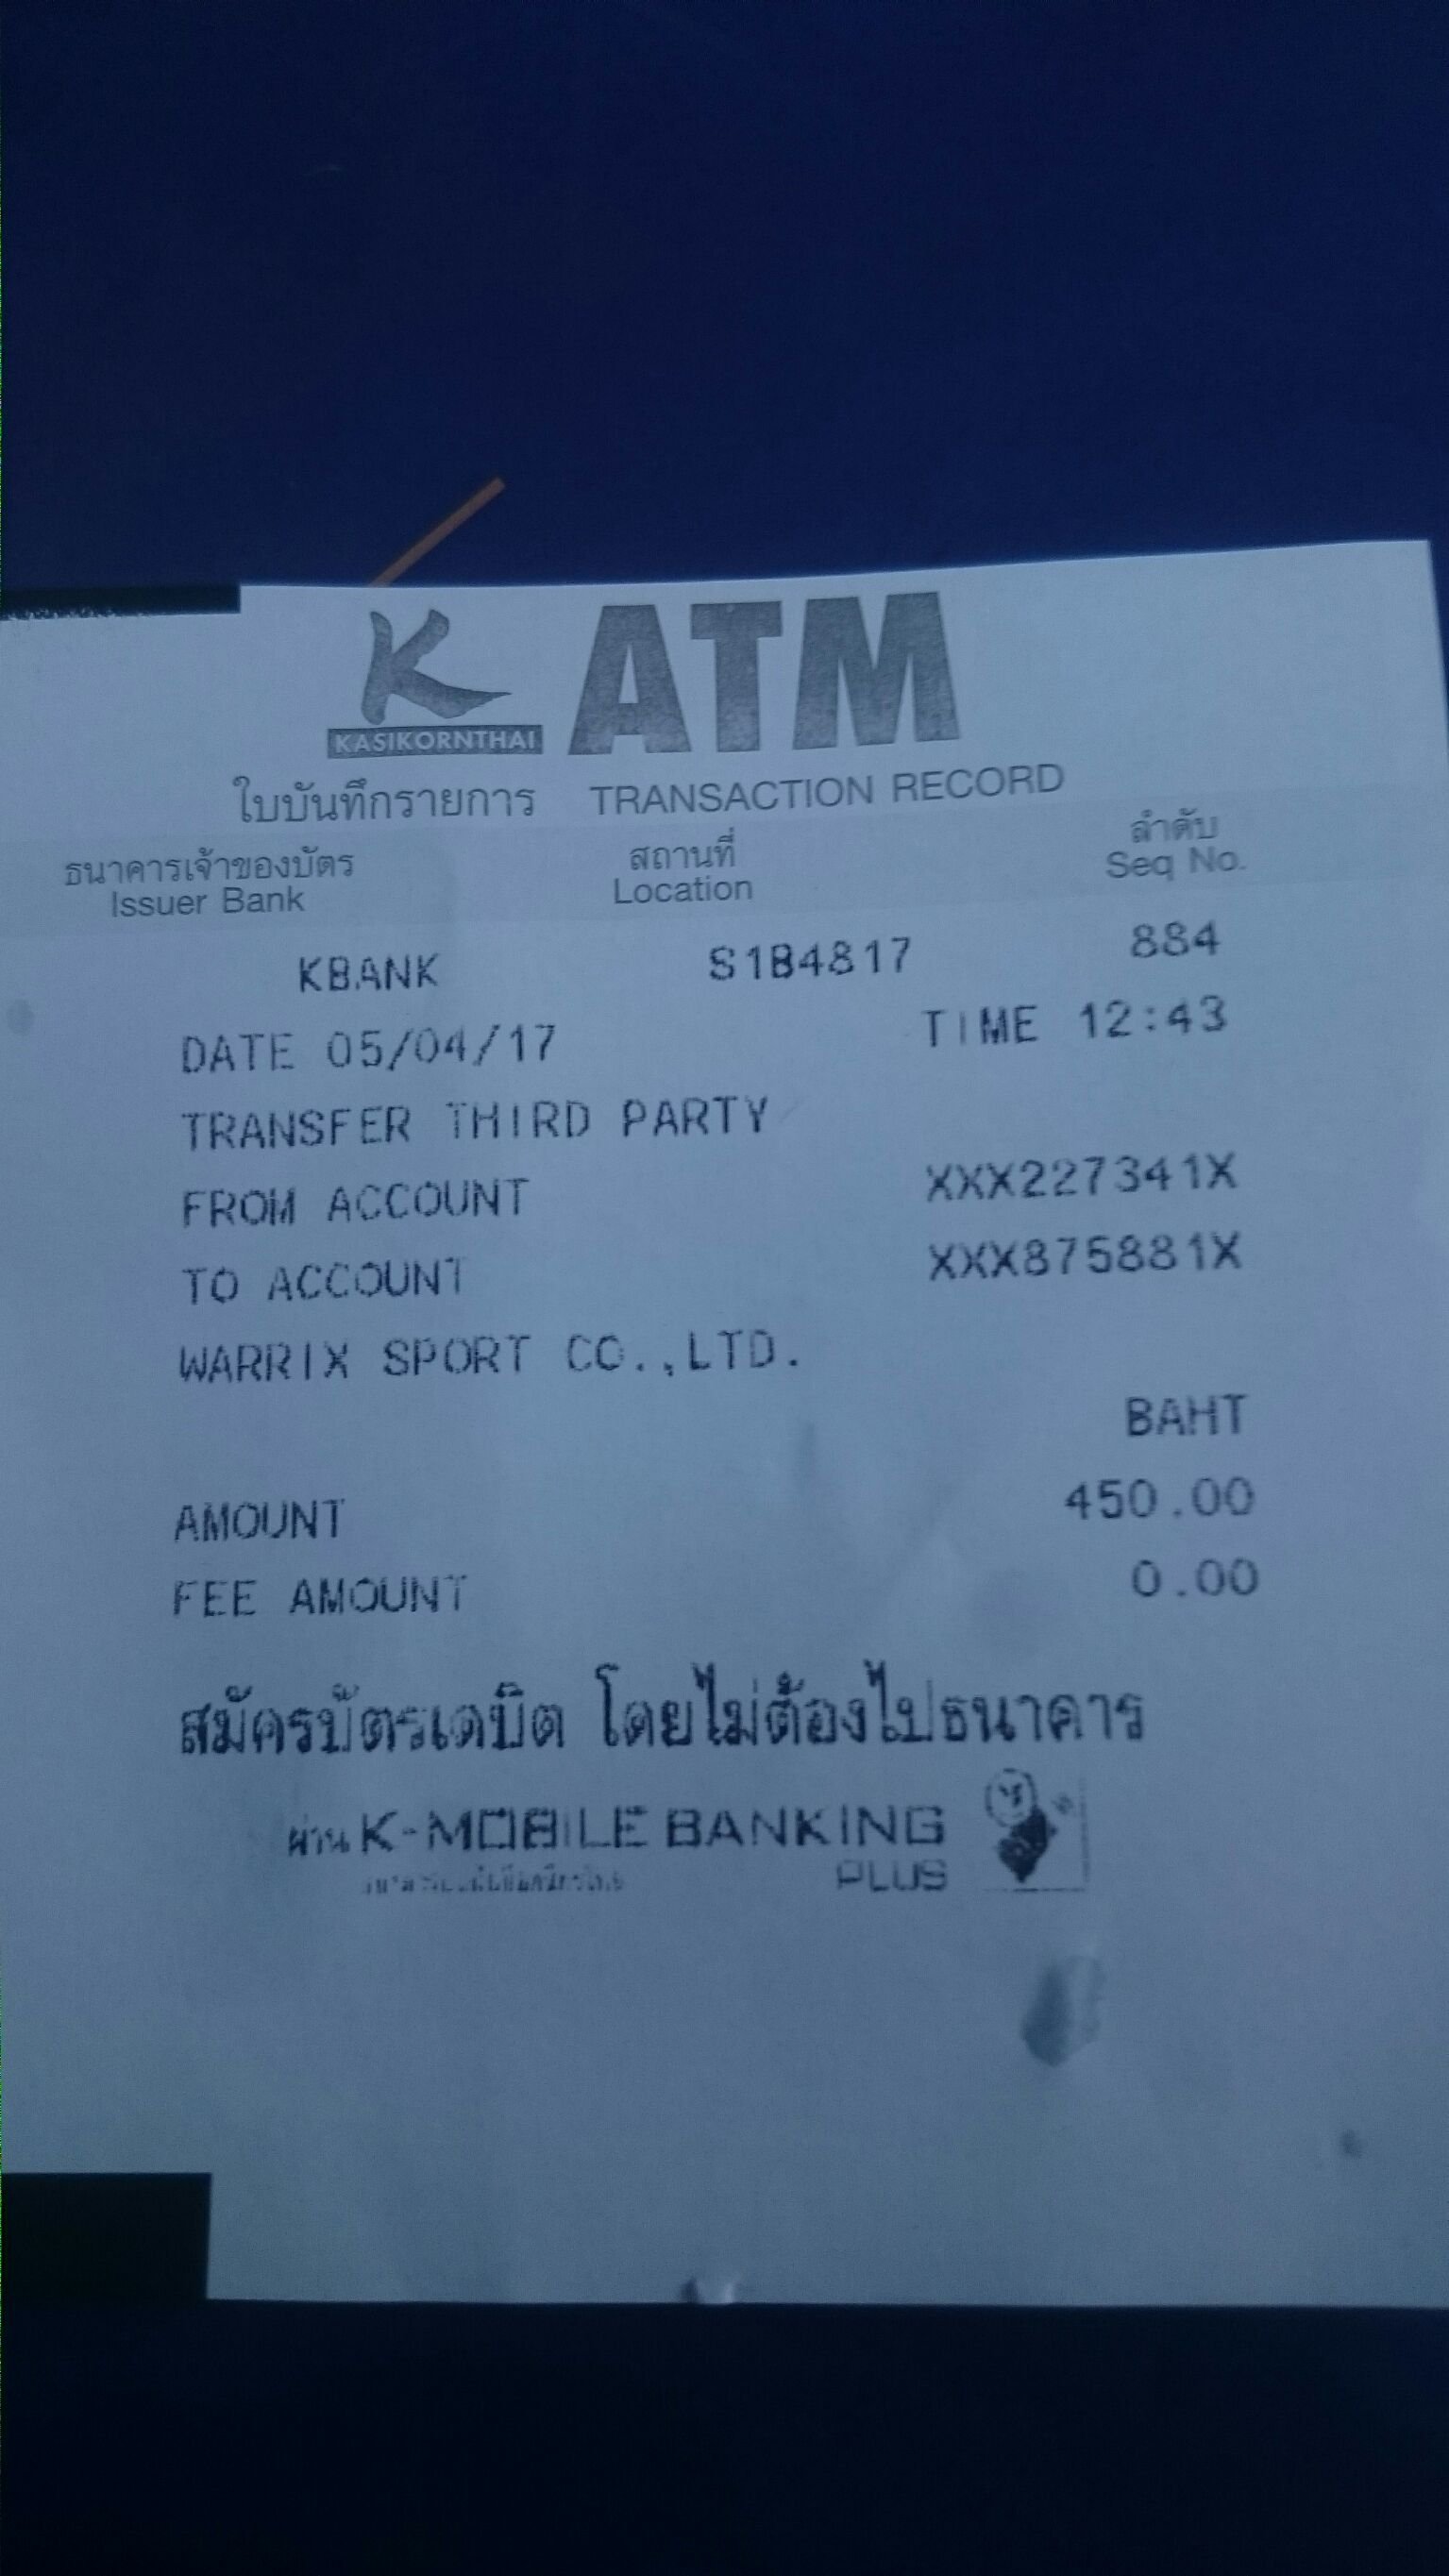 K ATM
KASIKORNTHAI
ใบบันทึกรายการ TRANSACTION RECORD
ธนาคารเจ้าของบัตร สถานที่ ลำดับ
Issuer Bank Location Seq No.
KBANK S1B4817 884
DATE 05/04/17 TIME 12:43
TRANSFER THIRD PARTY
FROM ACCOUNT XXX227341X
TO ACCOUNT XXX875881X
WARRIX SPORT CO.,LTD.
BAHT
AMOUNT 450.00
FEE AMOUNT 0.00
สมัครบัตรเดบิต โดยไม่ต้องไปธนาคาร
ผ่าน K-MOBILE BANKING
PLUS